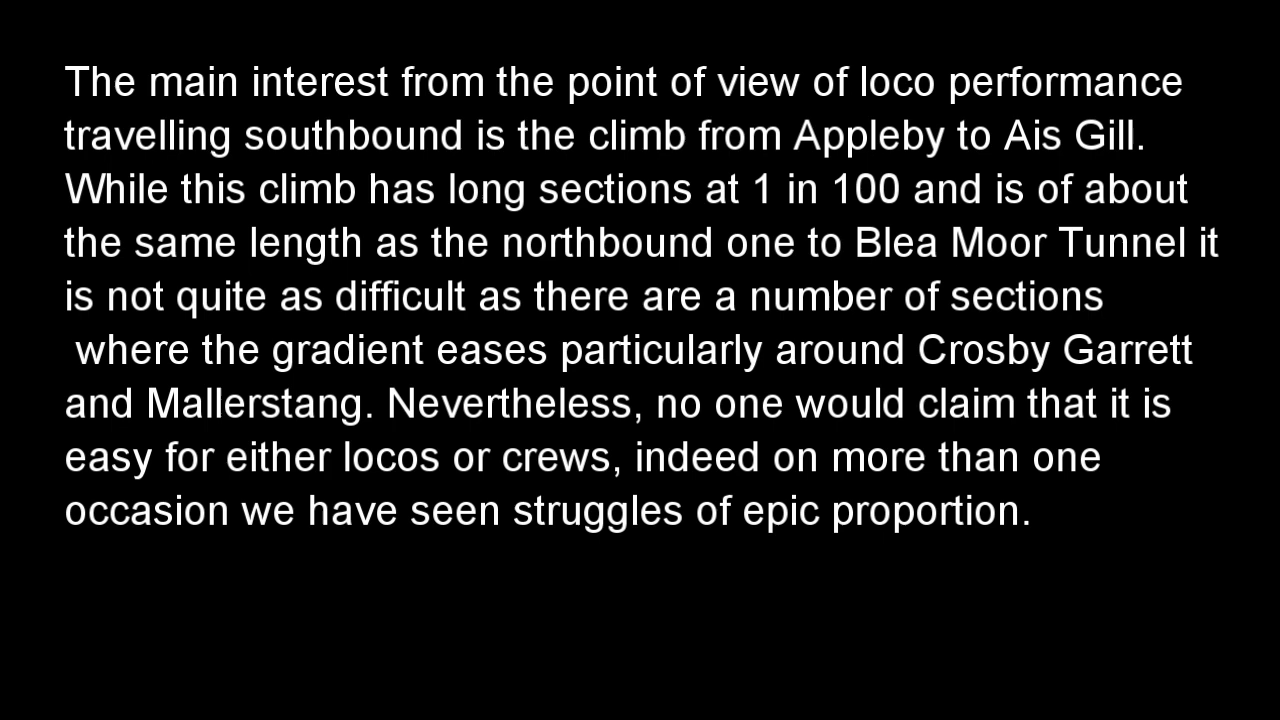 The main interest from the point of view of loco performance
travelling southbound is the climb from Appleby to Ais Gill.
While this climb has long sections at 1 in 100 and is of about
the same length as the northbound one to Blea Moor Tunnel it
is not quite as difficult as there are a number of sections
where the gradient eases particularly around Crosby Garrett
and Mallerstang. Nevertheless, no one would claim that it is
easy for either locos or crews, indeed on more than one
occasion we have seen struggles of epic proportion.